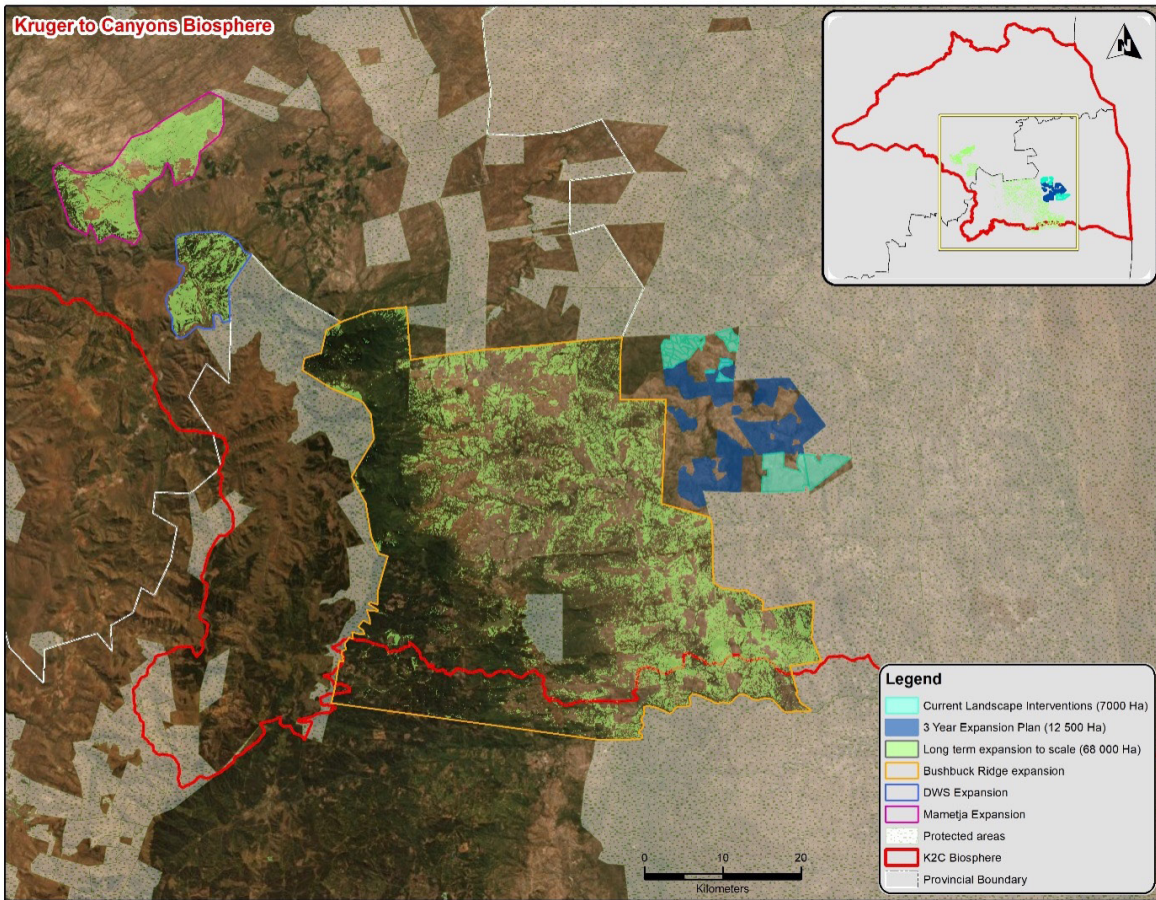 Kruger to Canyons Biosphere
N
Legend
Current Landscape Interventions (7000 Ha)
3 Year Expansion Plan (12 500 Ha)
Long term expansion to scale (68 000 Ha)
Bushbuck Ridge expansion
DWS Expansion
Mametja Expansion
Protected areas
K2C Biosphere
Provincial Boundary
0 10 20
Kilometers